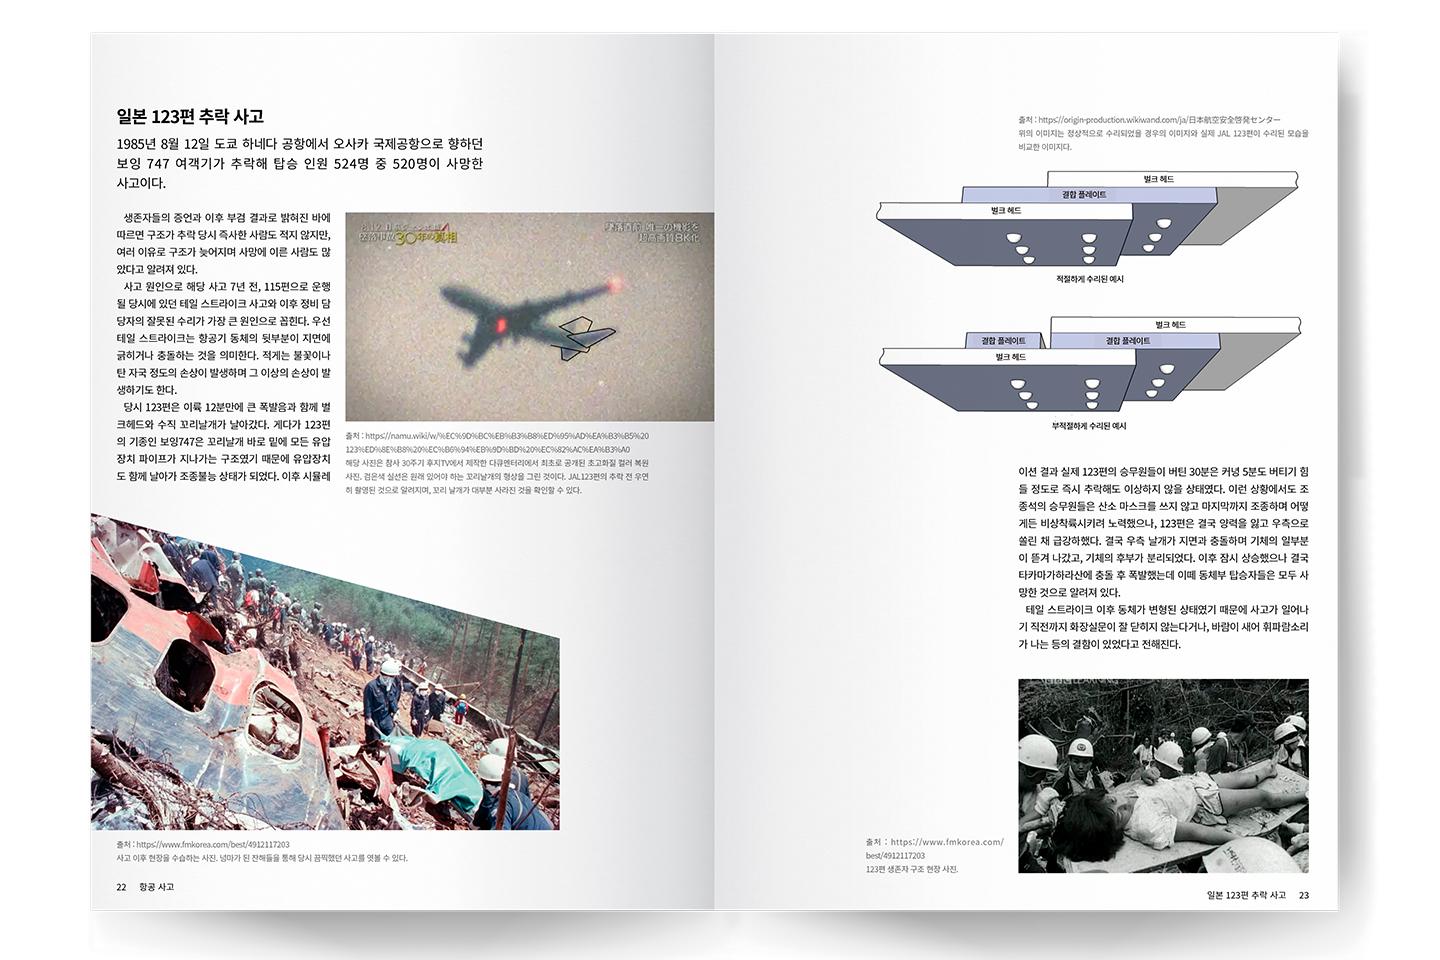 일본 123편 추락 사고
1985년 8월 12일 도쿄 하네다 공항에서 오사카 국제공항으로 향하던
보잉 747 여객기가 추락해 탑승 인원 524명 중 520명이 사망한
사고이다.
생존자들의 증언과 이후 부검 결과로 밝혀진 바에
따르면 구조가 추락 당시 즉사한 사람도 적지 않지만,
여러 이유로 구조가 늦어지며 사망에 이른 사람도 많
았다고 알려져 있다.
사고 원인으로 해당 사고 7년 전, 115편으로 운행
될 당시에 있던 테일 스트라이크 사고와 이후 정비 담
당자의 잘못된 수리가 가장 큰 원인으로 꼽힌다. 우선
테일 스트라이크는 항공기 동체의 뒷부분이 지면에
긁히거나 충돌하는 것을 의미한다. 적게는 불꽃이나
탄 자국 정도의 손상이 발생하며 그 이상의 손상이 발
생하기도 한다.
당시 123편은 이륙 12분만에 큰 폭발음과 함께 벌
크헤드와 수직 꼬리날개가 날아갔다. 게다가 123편
의 기종인 보잉747은 꼬리날개 바로 밑에 모든 유압
장치 파이프가 지나가는 구조였기 때문에 유압장치
도 함께 날아가 조종불능 상태가 되었다. 이후 시뮬레
墜落事故30年の真相
墜落直前 唯一の機影を
超高画質8K化
출처 : https://namu.wiki/w/%EC%9D%BC%EB%B3%B8%ED%95%AD%EA%B3%B5%20
123%ED%8E%B8%20%EC%B6%94%EB%9D%BD%20%EC%82%AC%EA%B3%A0
해당 사진은 참사 30주기 후지TV에서 제작한 다큐멘터리에서 최초로 공개된 초고화질 컬러 복원
사진. 검은색 실선은 원래 있어야 하는 꼬리날개의 형상을 그린 것이다. JAL123편의 추락 전 우연
히 촬영된 것으로 알려지며, 꼬리 날개가 대부분 사라진 것을 확인할 수 있다.
출처 : https://www.fmkorea.com/best/4912117203
사고 이후 현장을 수습하는 사진. 넝마가 된 잔해들을 통해 당시 끔찍했던 사고를 엿볼 수 있다.
22 항공 사고
출처 : https://origin-production.wikiwand.com/ja/日本航空安全啓発センター
위의 이미지는 정상적으로 수리되었을 경우의 이미지와 실제 JAL 123편이 수리된 모습을
비교한 이미지다.
벌크 헤드
결합 플레이트
벌크 헤드
적절하게 수리된 예시
벌크 헤드
결합 플레이트
결합 플레이트
벌크 헤드
부적절하게 수리된 예시
이션 결과 실제 123편의 승무원들이 버틴 30분은 커녕 5분도 버티기 힘
들 정도로 즉시 추락해도 이상하지 않을 상태였다. 이런 상황에서도 조
종석의 승무원들은 산소 마스크를 쓰지 않고 마지막까지 조종하며 어떻
게든 비상착륙시키려 노력했으나, 123편은 결국 양력을 잃고 우측으로
쏠린 채 급강하했다. 결국 우측 날개가 지면과 충돌하며 기체의 일부분
이 뜯겨 나갔고, 기체의 후부가 분리되었다. 이후 잠시 상승했으나 결국
타카마가하라산에 충돌 후 폭발했는데 이때 동체부 탑승자들은 모두 사
망한 것으로 알려져 있다.
테일 스트라이크 이후 동체가 변형된 상태였기 때문에 사고가 일어나
기 직전까지 화장실문이 잘 닫히지 않는다거나, 바람이 새어 휘파람소리
가 나는 등의 결함이 있었다고 전해진다.
출처 : https://www.fmkorea.com/
best/4912117203
123편 생존자 구조 현장 사진.
일본 123편 추락 사고 23